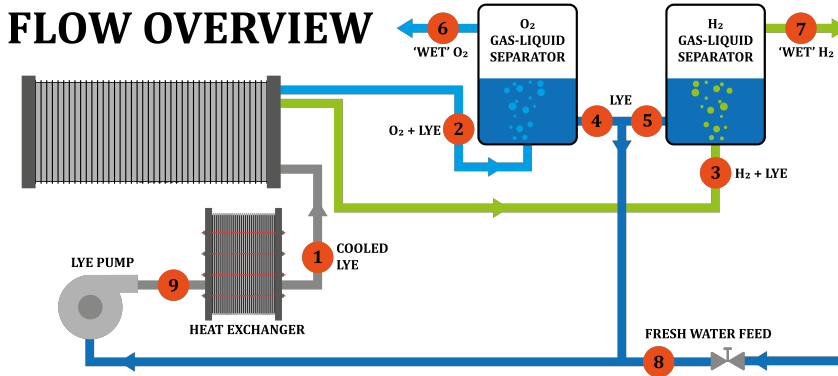 FLOW OVERVIEW
6
'WET' O₂
O₂
GAS-LIQUID
SEPARATOR
H₂
GAS-LIQUID
SEPARATOR
7
'WET' H₂
LYE
O₂ + LYE
2
4
5
3
H₂ + LYE
1
COOLED
LYE
LYE PUMP
9
HEAT EXCHANGER
FRESH WATER FEED
8